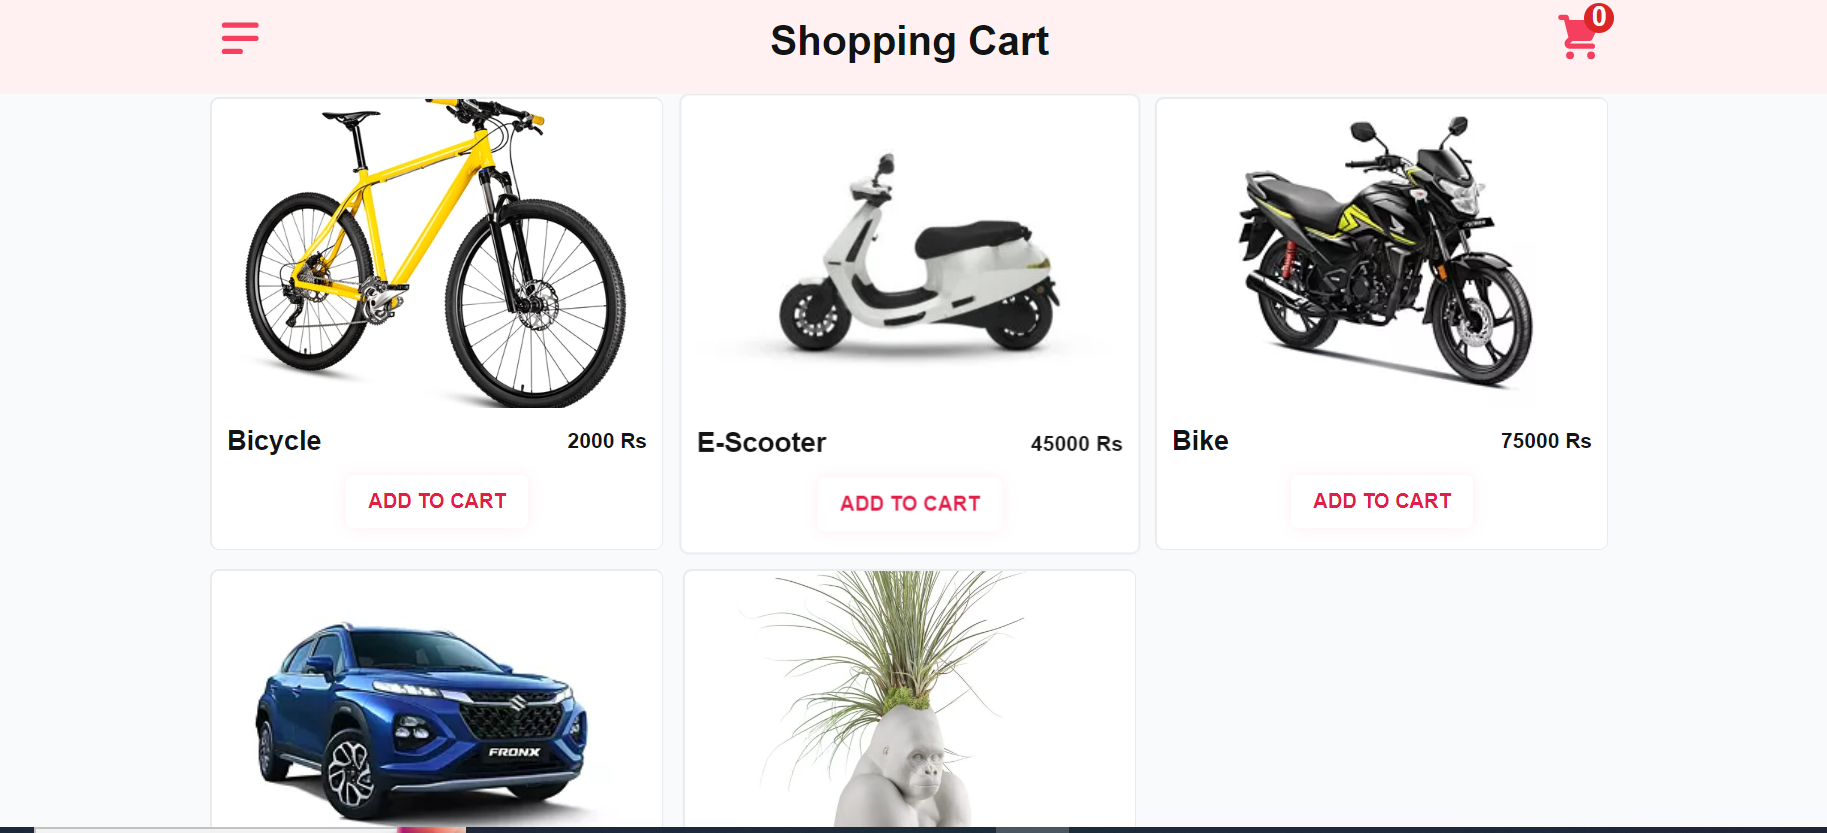 Shopping Cart
0
Bicycle
2000 Rs
ADD TO CART
E-Scooter
45000 Rs
ADD TO CART
Bike
75000 Rs
ADD TO CART
FRONX